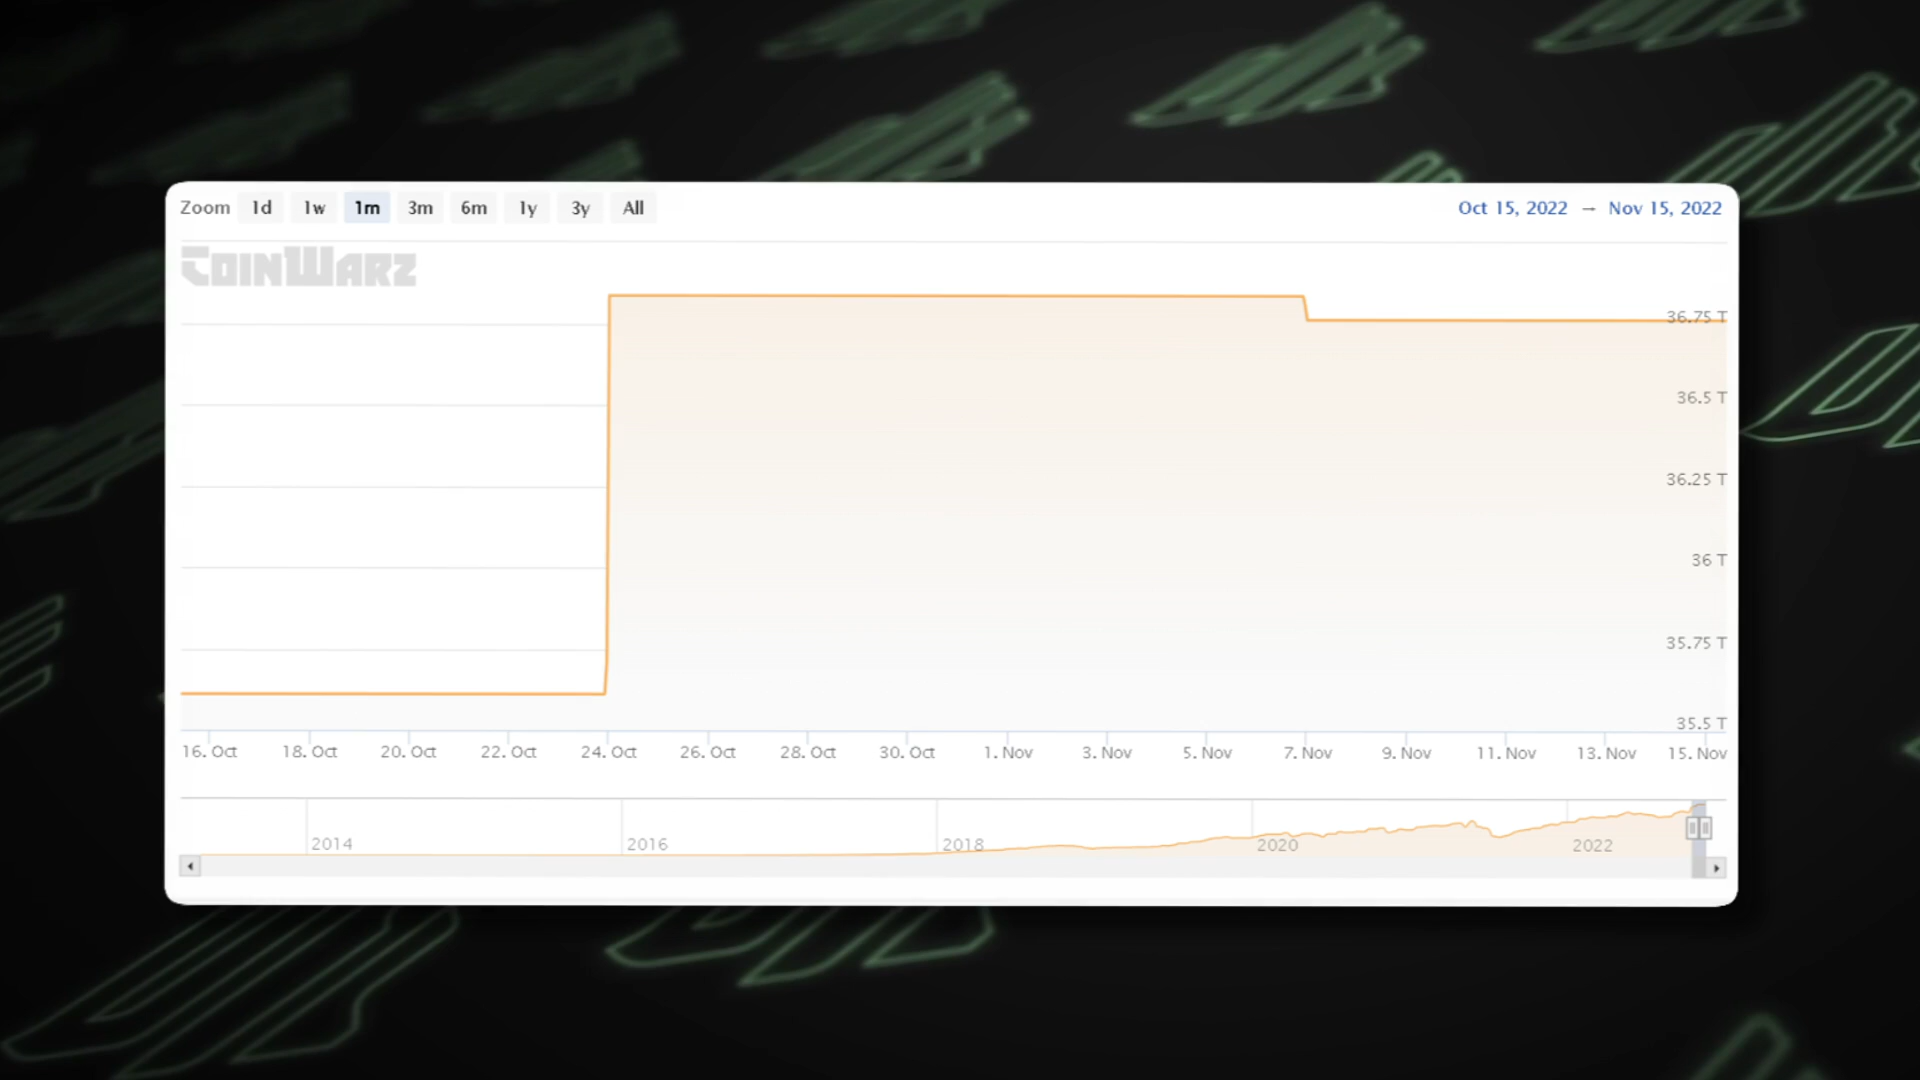 Zoom 1d 1w 1m 3m 6m 1y 3y All Oct 15, 2022 → Nov 15, 2022
COINWARZ
36.75 T
36.5 T
36.25 T
36 T
35.75 T
35.5 T
16. Oct 18. Oct 20. Oct 22. Oct 24. Oct 26. Oct 28. Oct 30. Oct 1. Nov 3. Nov 5. Nov 7. Nov 9. Nov 11. Nov 13. Nov 15. Nov
2014 2016 2018 2020 2022